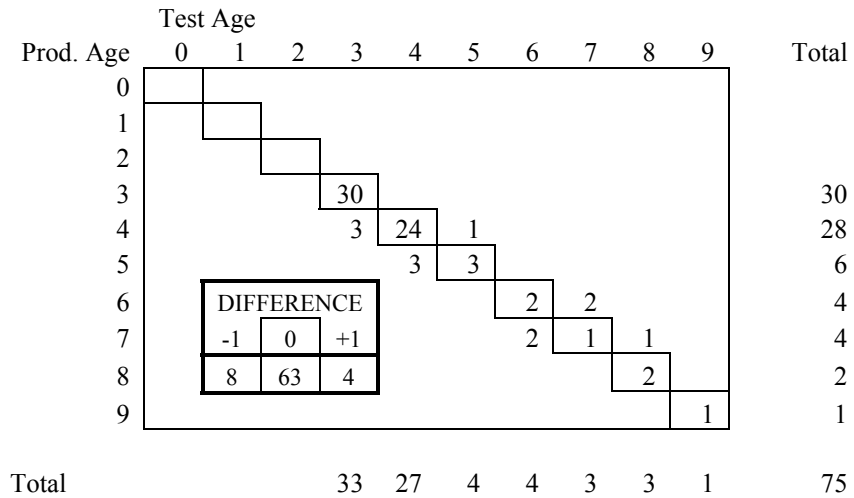 Test Age
Prod. Age 0 1 2 3 4 5 6 7 8 9 Total
0
1
2
3 30 30
4 3 24 1 28
5 3 3 6
6 DIFFERENCE 2 2 4
7 -1 0 +1 2 1 1 4
8 8 63 4 2 2
9 1 1
Total 33 27 4 4 3 3 1 75